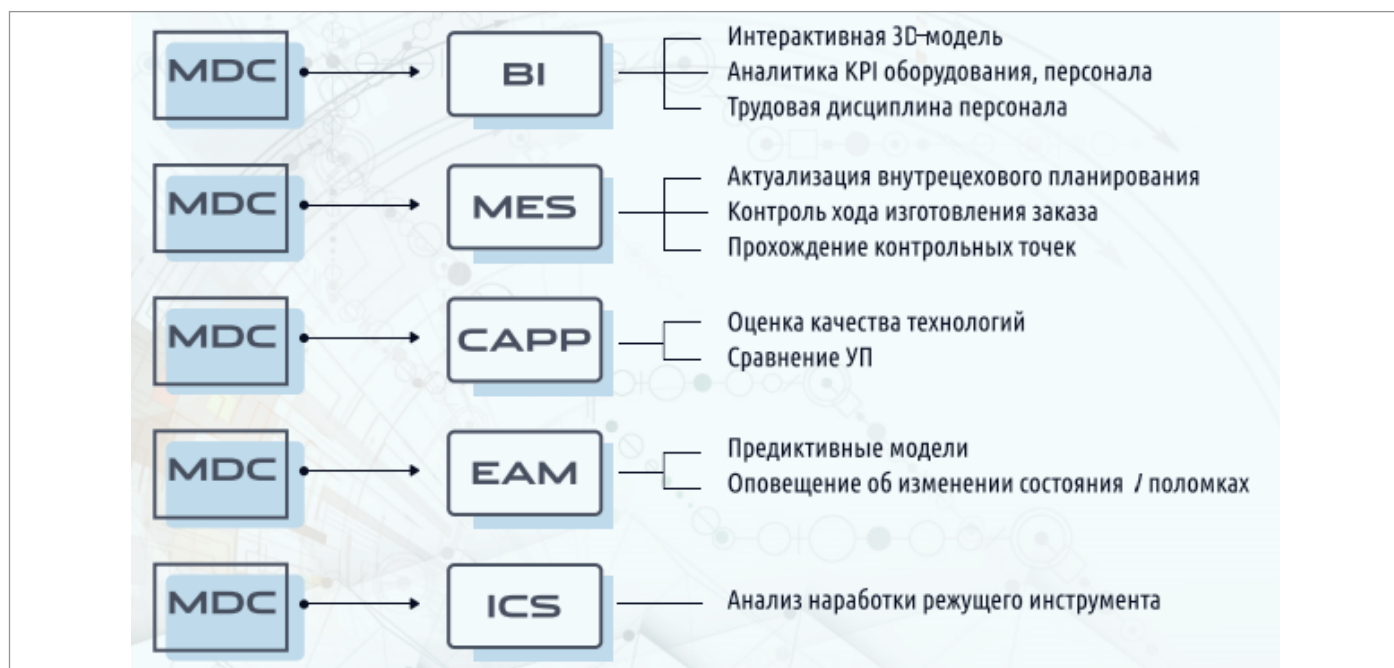 MDC
BI
Интерактивная 3D-модель
Аналитика KPI оборудования, персонала
Трудовая дисциплина персонала
MDC
MES
Актуализация внутрецехового планирования
Контроль хода изготовления заказа
Прохождение контрольных точек
MDC
CAPP
Оценка качества технологий
Сравнение УП
MDC
EAM
Предиктивные модели
Оповещение об изменении состояния / поломках
MDC
ICS
Анализ наработки режущего инструмента